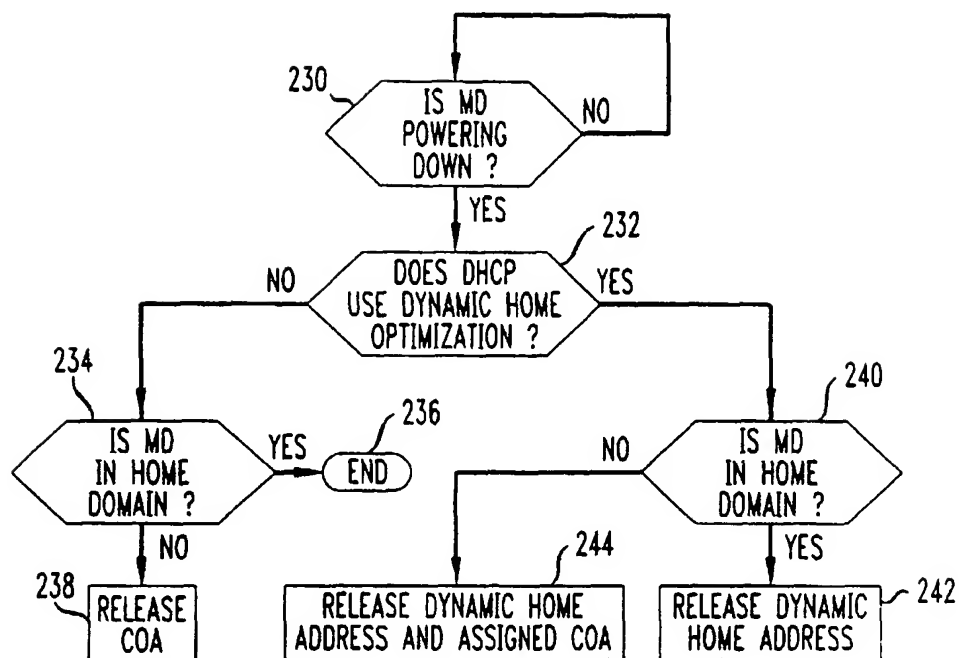 230
IS MD
POWERING
DOWN ?
NO
YES
232
NO
DOES DHCP
USE DYNAMIC HOME
OPTIMIZATION ?
YES
234
IS MD
IN HOME
DOMAIN ?
YES
236
END
NO
240
IS MD
IN HOME
DOMAIN ?
NO
YES
238
RELEASE
COA
244
RELEASE DYNAMIC HOME
ADDRESS AND ASSIGNED COA
RELEASE DYNAMIC
HOME ADDRESS
242